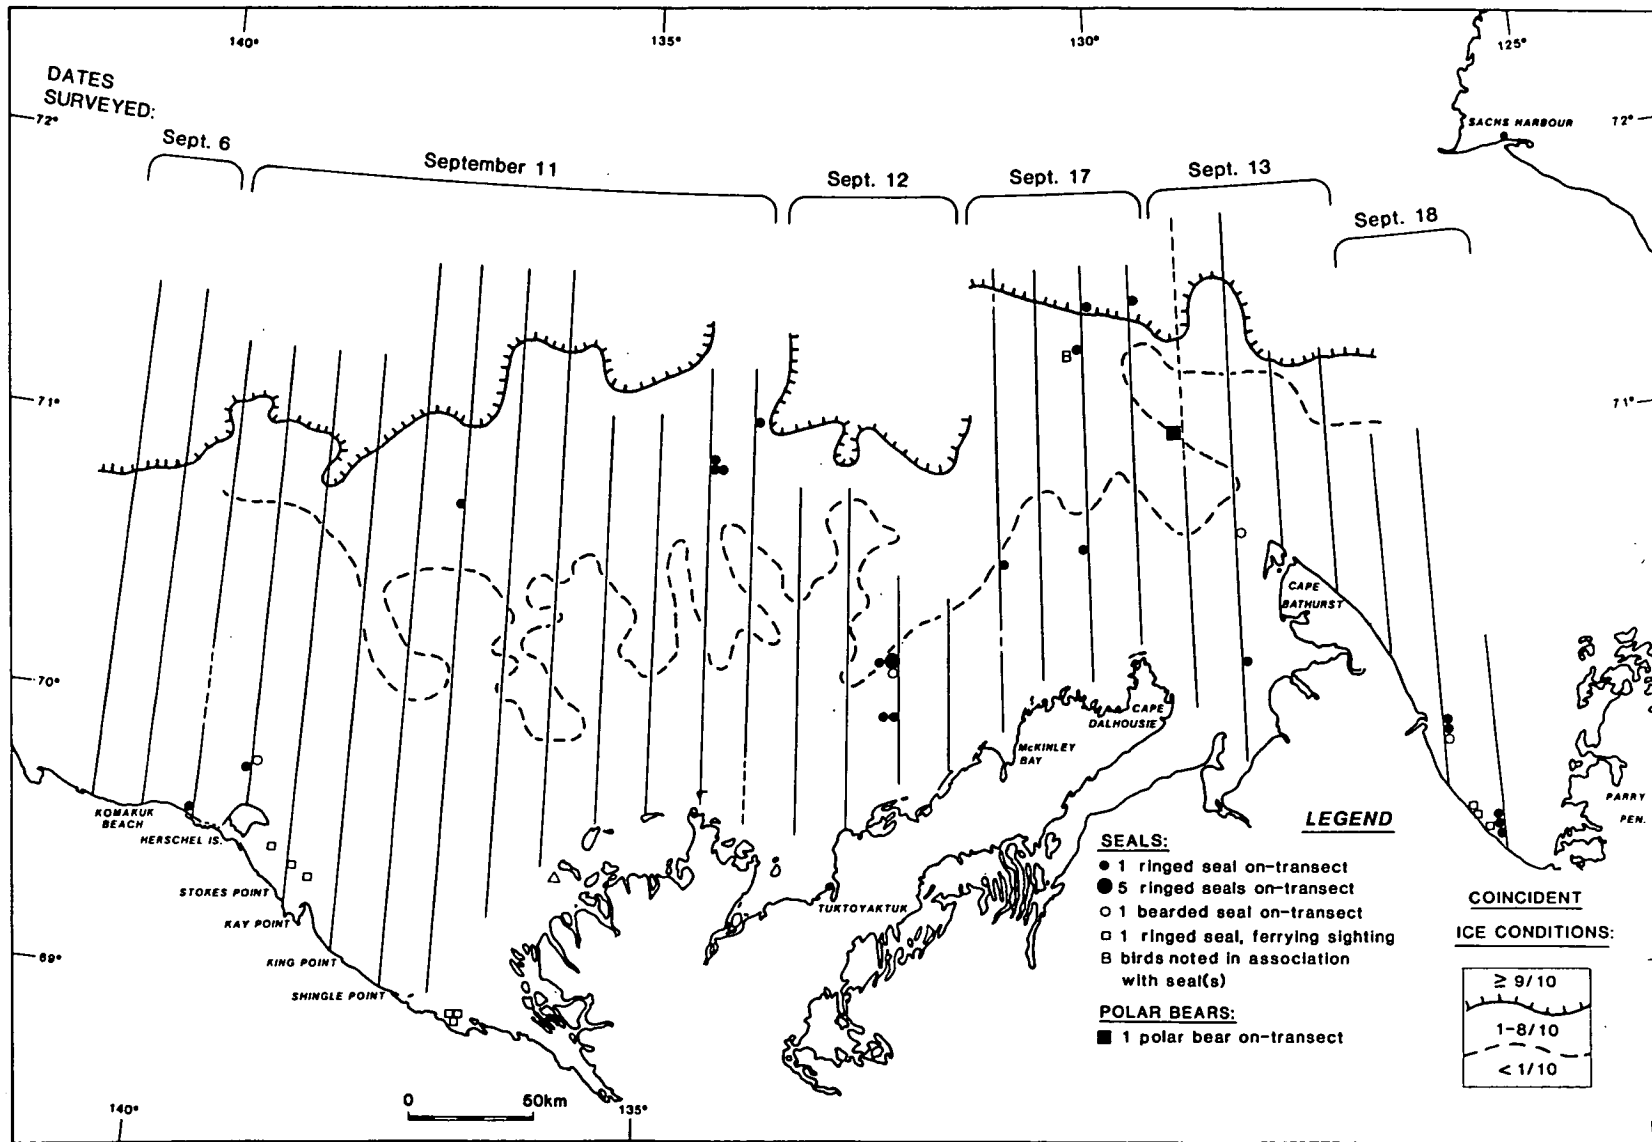 140°
135°
130°
125°
DATES
SURVEYED:
72°
72°
SACHS HARBOUR
Sept. 6
September 11
Sept. 12
Sept. 17
Sept. 13
Sept. 18
B
71°
71°
CAPE
BATHURST
70°
CAPE
DALHOUSIE
McKINLEY
BAY
KOMAKUK
BEACH
HERSCHEL IS.
PARRY
PEN.
STOKES POINT
KAY POINT
TUKTOYAKTUK
KING POINT
69°
SHINGLE POINT
LEGEND
SEALS:
1 ringed seal on-transect
5 ringed seals on-transect
1 bearded seal on-transect
1 ringed seal, ferrying sighting
B birds noted in association
with seal(s)
POLAR BEARS:
1 polar bear on-transect
COINCIDENT
ICE CONDITIONS:
≥ 9/10
1-8/10
< 1/10
0 50km
140°
135°